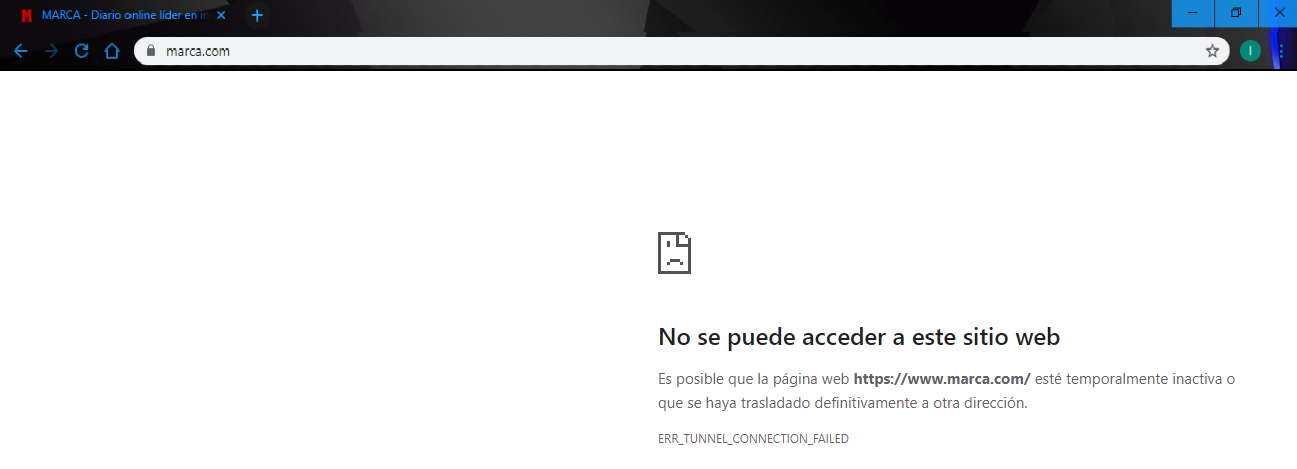 M MARCA - Diario online líder en in
marca.com
I
No se puede acceder a este sitio web
Es posible que la página web https://www.marca.com/ esté temporalmente inactiva o
que se haya trasladado definitivamente a otra dirección.
ERR_TUNNEL_CONNECTION_FAILED